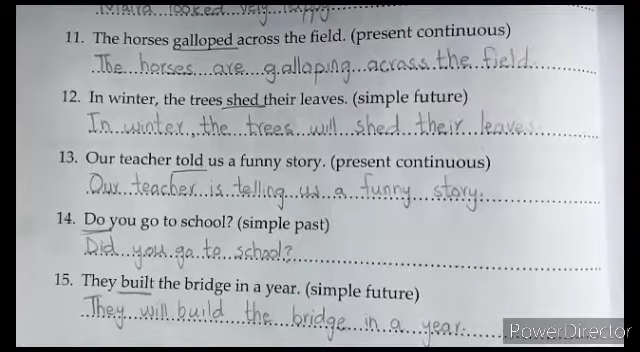 Maria looked very happy.
11. The horses galloped across the field. (present continuous)
The horses are galloping across the field.
12. In winter, the trees shed their leaves. (simple future)
In winter, the trees will shed their leaves.
13. Our teacher told us a funny story. (present continuous)
Our teacher is telling us a funny story.
14. Do you go to school? (simple past)
Did you go to school?
15. They built the bridge in a year. (simple future)
They will build the bridge in a year.
PowerDirector